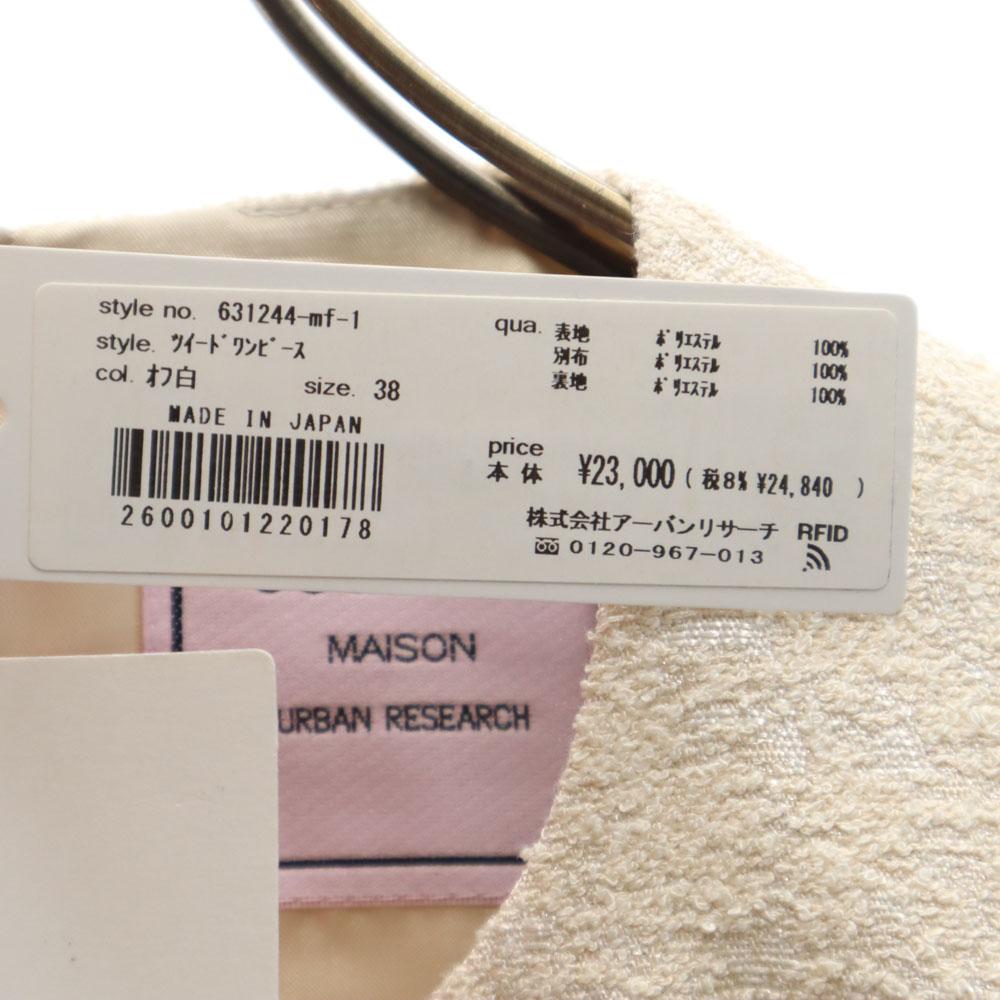 style no. 631244-mf-1
style. ﾂｲｰﾄﾞﾜﾝﾋﾟｰｽ
col. ｵﾌ白 size. 38
MADE IN JAPAN
2600101220178
qua. 表地 ﾎﾟﾘｴｽﾃﾙ 100%
別布 ﾎﾟﾘｴｽﾃﾙ 100%
裏地 ﾎﾟﾘｴｽﾃﾙ 100%
price
本体 ¥23,000 ( 税8% ¥24,840 )
株式会社アーバンリサーチ RFID
0120-967-013
MAISON
URBAN RESEARCH